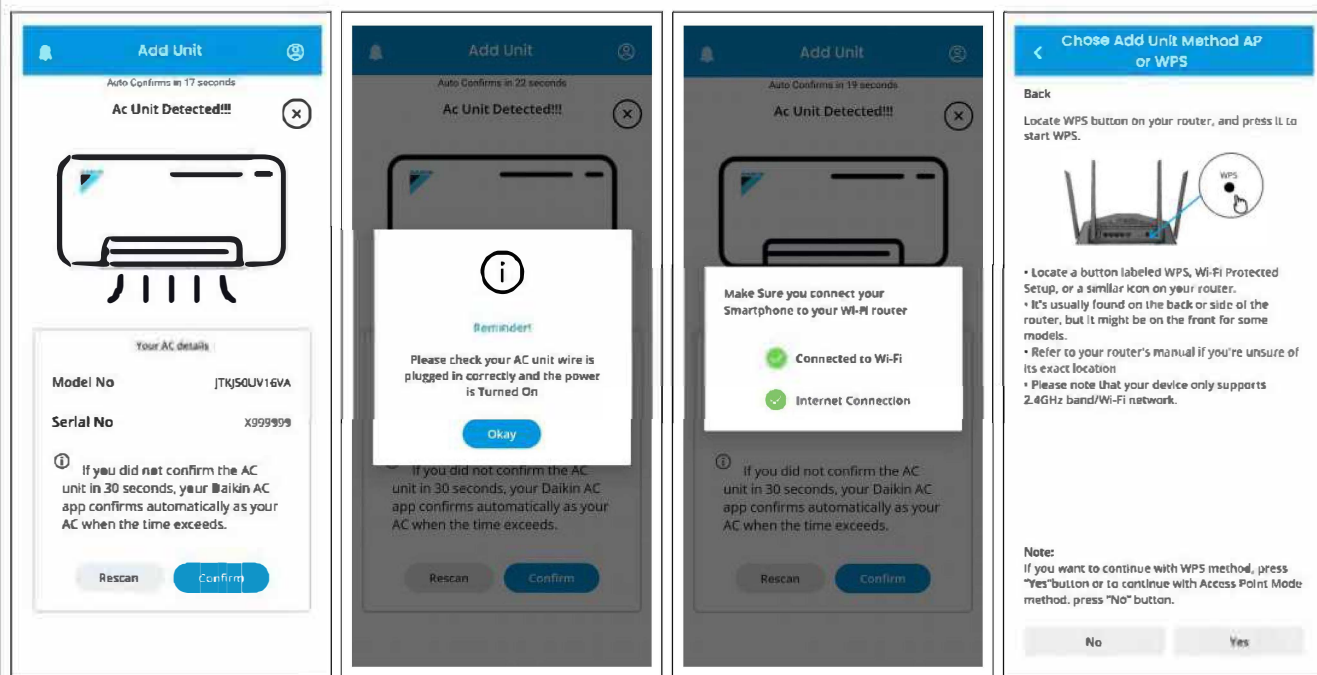 Add Unit
Auto Confirms in 17 seconds
Ac Unit Detected!!!
Your AC details
Model No JTKJ50UV16VA
Serial No X999999
If you did not confirm the AC
unit in 30 seconds, your Daikin AC
app confirms automatically as your
AC when the time exceeds.
Rescan Confirm
Add Unit
Auto Confirms in 22 seconds
Ac Unit Detected!!!
Reminder!
Please check your AC unit wire is
plugged in correctly and the power
is Turned On
Okay
If you did not confirm the AC
unit in 30 seconds, your Daikin AC
app confirms automatically as your
AC when the time exceeds.
Rescan Confirm
Add Unit
Auto Confirms in 19 seconds
Ac Unit Detected!!!
Make Sure you connect your
Smartphone to your Wi-Fi router
Connected to Wi-Fi
Internet Connection
If you did not confirm the AC
unit in 30 seconds, your Daikin AC
app confirms automatically as your
AC when the time exceeds.
Rescan Confirm
Chose Add Unit Method AP
or WPS
Back
Locate WPS button on your router, and press it to
start WPS.
WPS
• Locate a button labeled WPS, Wi-Fi Protected
Setup, or a similar icon on your router.
• It's usually found on the back or side of the
router, but it might be on the front for some
models.
• Refer to your router's manual if you're unsure of
its exact location
• Please note that your device only supports
2.4GHz band/Wi-Fi network.
Note:
If you want to continue with WPS method, press
"Yes"button or to continue with Access Point Mode
method. press "No" button.
No Yes